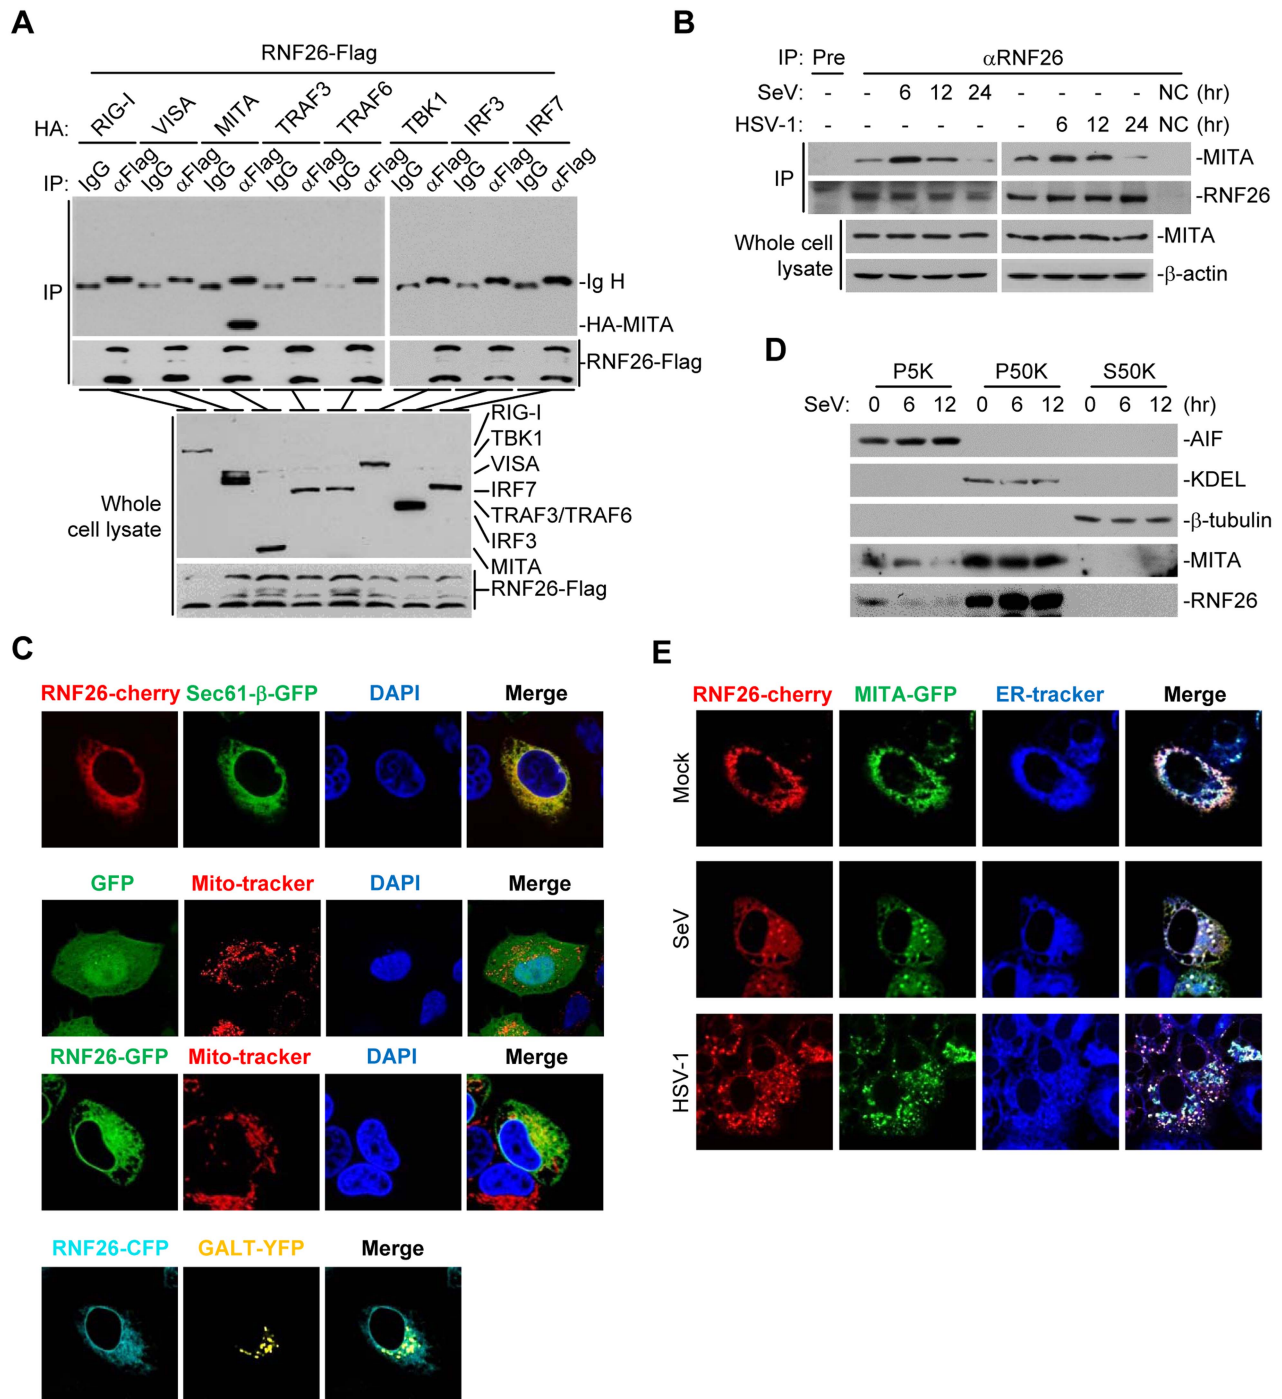 A
RNF26-Flag
HA: RIG-I VISA MITA TRAF3 TRAF6 TBK1 IRF3 IRF7
IP: IgG αFlag IgG αFlag IgG αFlag IgG αFlag IgG αFlag IgG αFlag IgG αFlag IgG αFlag
IP
-Ig H
-HA-MITA
-RNF26-Flag
RIG-I
TBK1
VISA
IRF7
TRAF3/TRAF6
IRF3
MITA
Whole
cell lysate
-RNF26-Flag
B
IP: Pre αRNF26
SeV: - - 6 12 24 - - - - NC (hr)
HSV-1: - - - - - - 6 12 24 NC (hr)
IP
-MITA
-RNF26
Whole cell
lysate
-MITA
-β-actin
D
P5K P50K S50K
SeV: 0 6 12 0 6 12 0 6 12 (hr)
-AIF
-KDEL
-β-tubulin
-MITA
-RNF26
C
RNF26-cherry Sec61-β-GFP DAPI Merge
GFP Mito-tracker DAPI Merge
RNF26-GFP Mito-tracker DAPI Merge
RNF26-CFP GALT-YFP Merge
E
RNF26-cherry MITA-GFP ER-tracker Merge
Mock
SeV
HSV-1